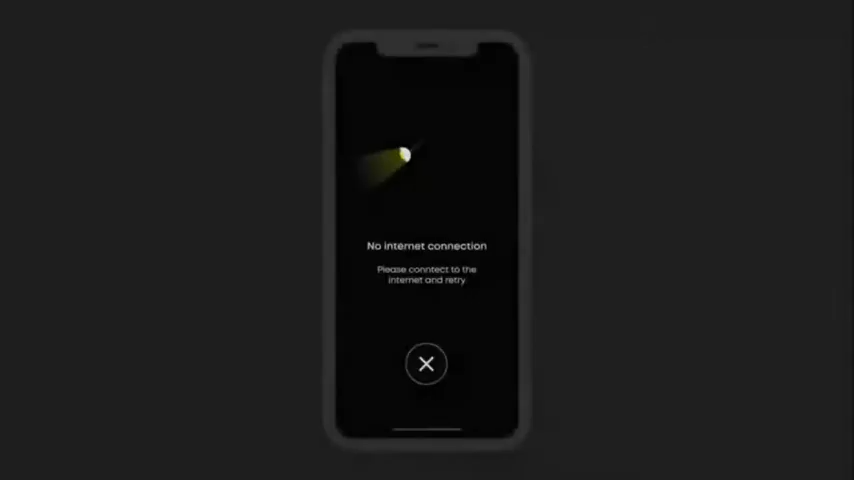 No internet connection
Please conntect to the
internet and retry